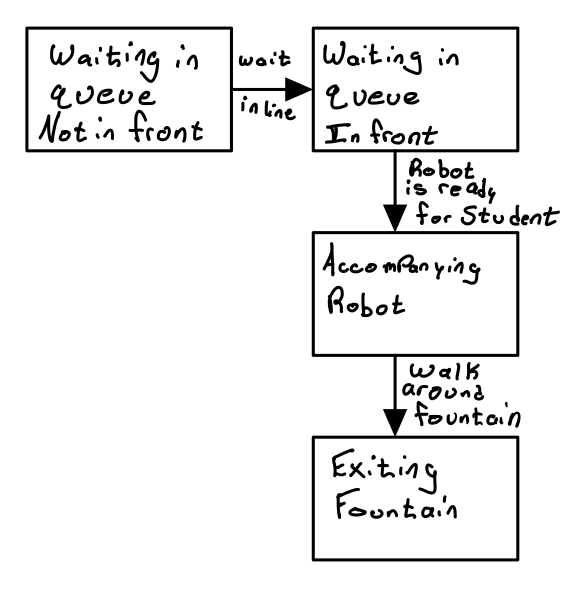 Waiting in
queue
Not in front
wait
in line
Waiting in
queue
In front
Robot
is ready
for Student
Accompanying
Robot
Walk
around
fountain
Exiting
Fountain